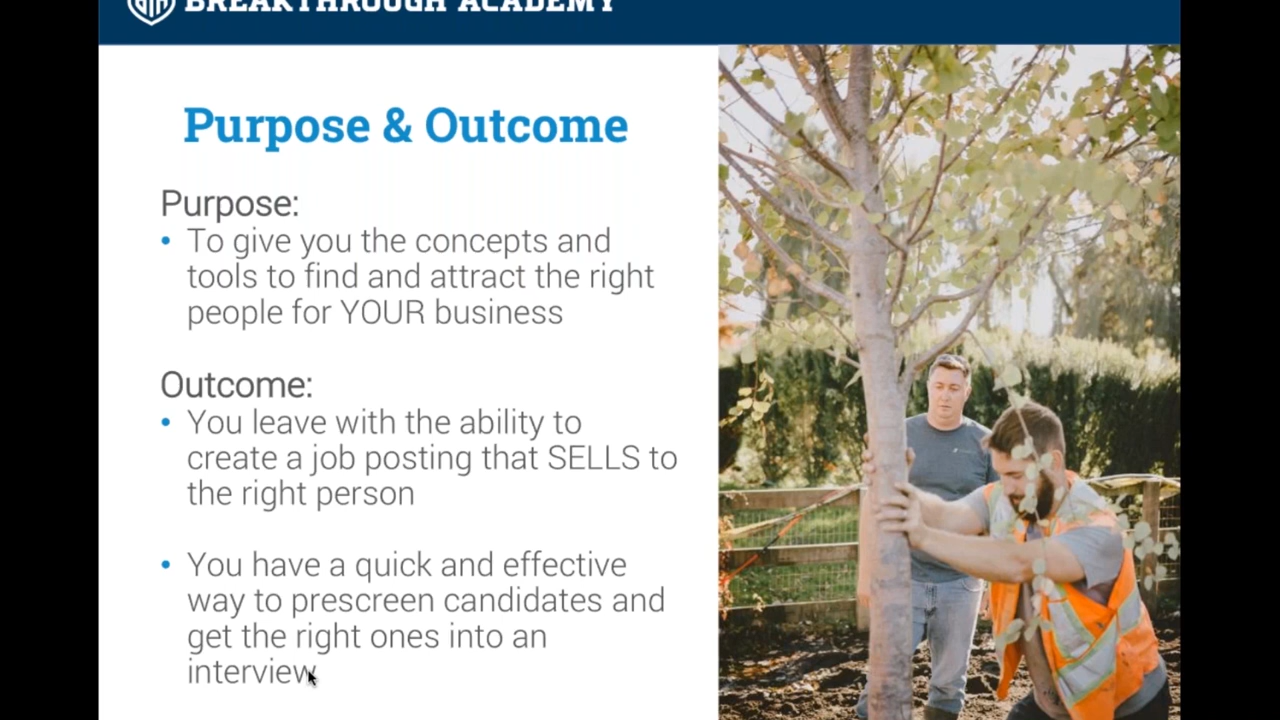 BREAKTHROUGH ACADEMY
Purpose & Outcome
Purpose:
• To give you the concepts and
tools to find and attract the right
people for YOUR business
Outcome:
• You leave with the ability to
create a job posting that SELLS to
the right person
• You have a quick and effective
way to prescreen candidates and
get the right ones into an
interview